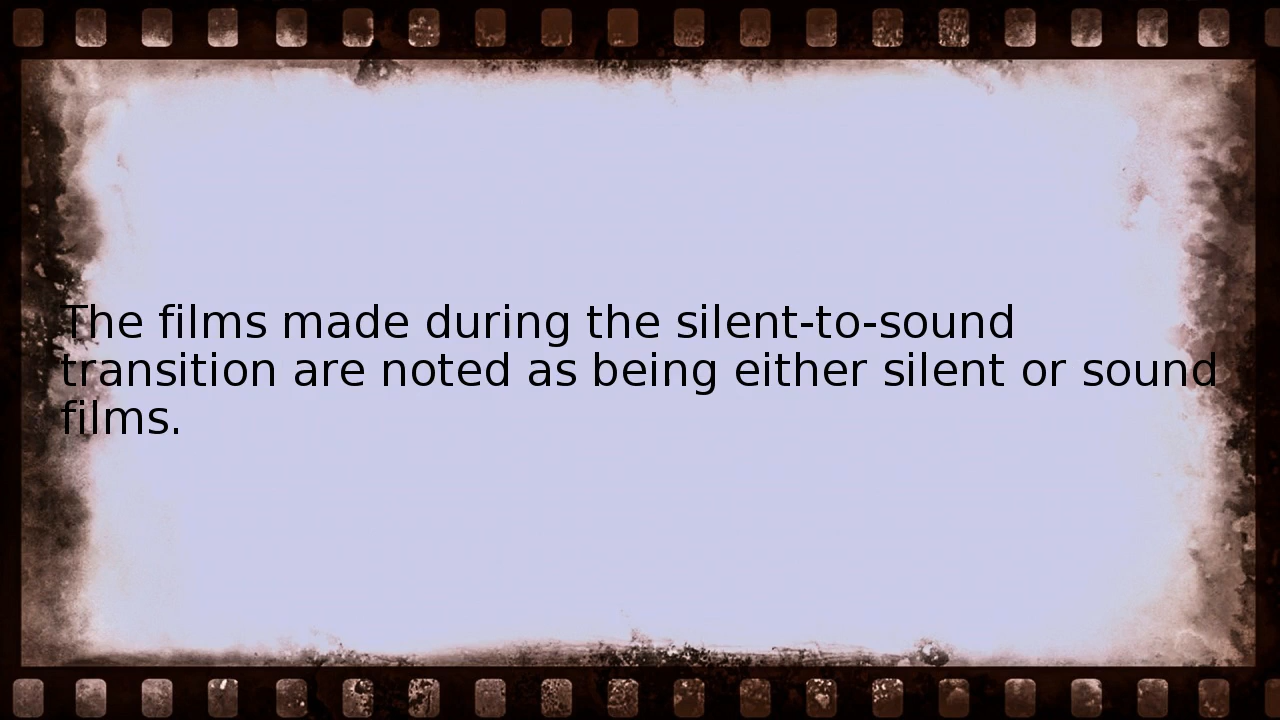 The films made during the silent-to-sound
transition are noted as being either silent or sound
films.